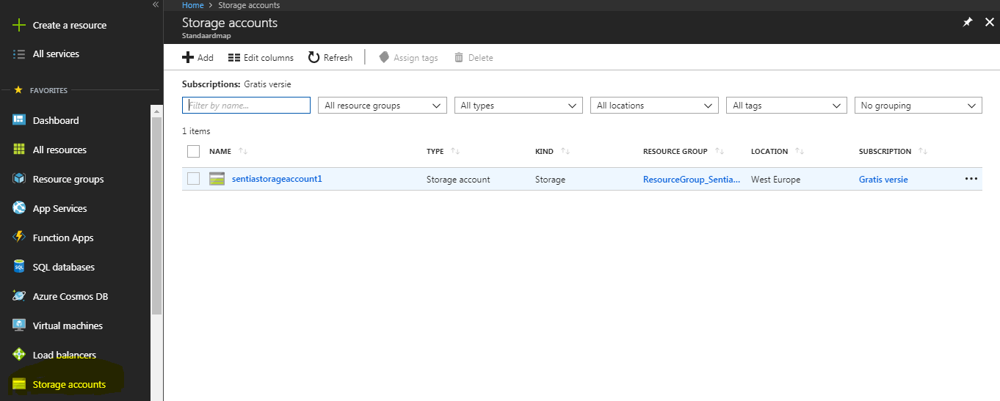 Create a resource
All services
FAVORITES
Dashboard
All resources
Resource groups
App Services
Function Apps
SQL databases
Azure Cosmos DB
Virtual machines
Load balancers
Storage accounts
Home > Storage accounts
Storage accounts
Standaardmap
Add Edit columns Refresh Assign tags Delete
Subscriptions: Gratis versie
Filter by name... All resource groups All types All locations All tags No grouping
1 items
NAME TYPE KIND RESOURCE GROUP LOCATION SUBSCRIPTION
sentiastorageaccount1 Storage account Storage ResourceGroup_Sentia... West Europe Gratis versie